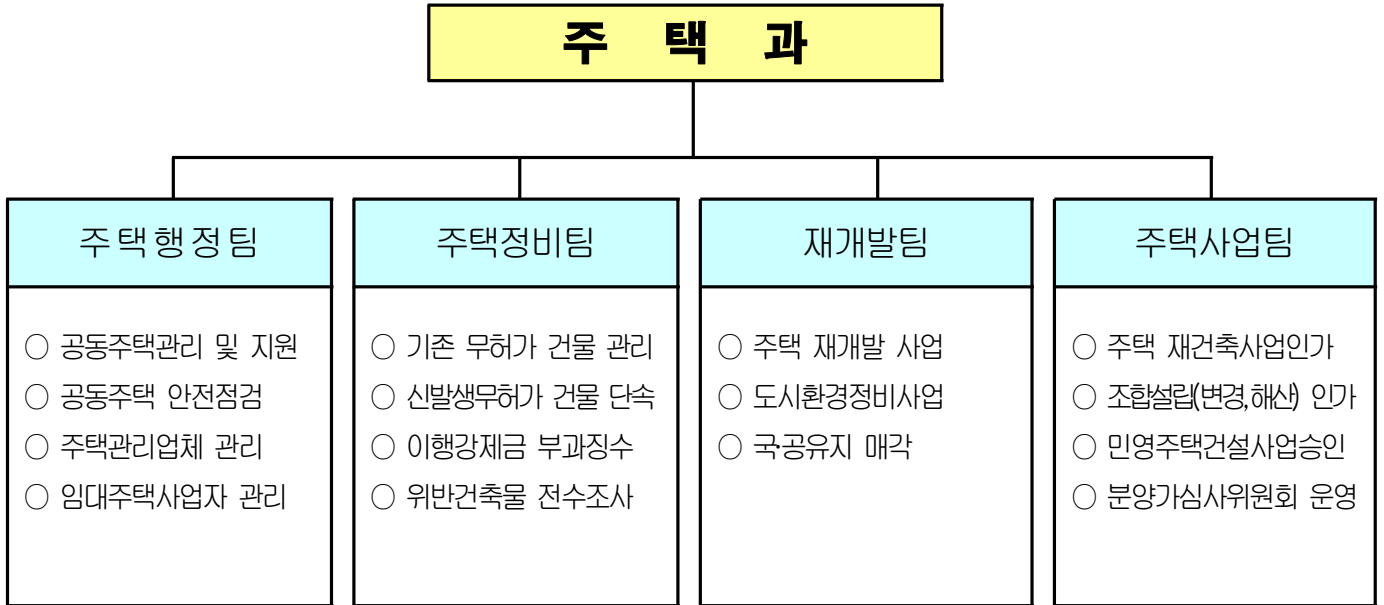 주 택 과
주택행정팀
○ 공동주택관리 및 지원
○ 공동주택 안전점검
○ 주택관리업체 관리
○ 임대주택사업자 관리
주택정비팀
○ 기존 무허가 건물 관리
○ 신발생무허가 건물 단속
○ 이행강제금 부과징수
○ 위반건축물 전수조사
재개발팀
○ 주택 재개발 사업
○ 도시환경정비사업
○ 국·공유지 매각
주택사업팀
○ 주택 재건축사업인가
○ 조합설립(변경,해산) 인가
○ 민영주택건설사업승인
○ 분양가심사위원회 운영